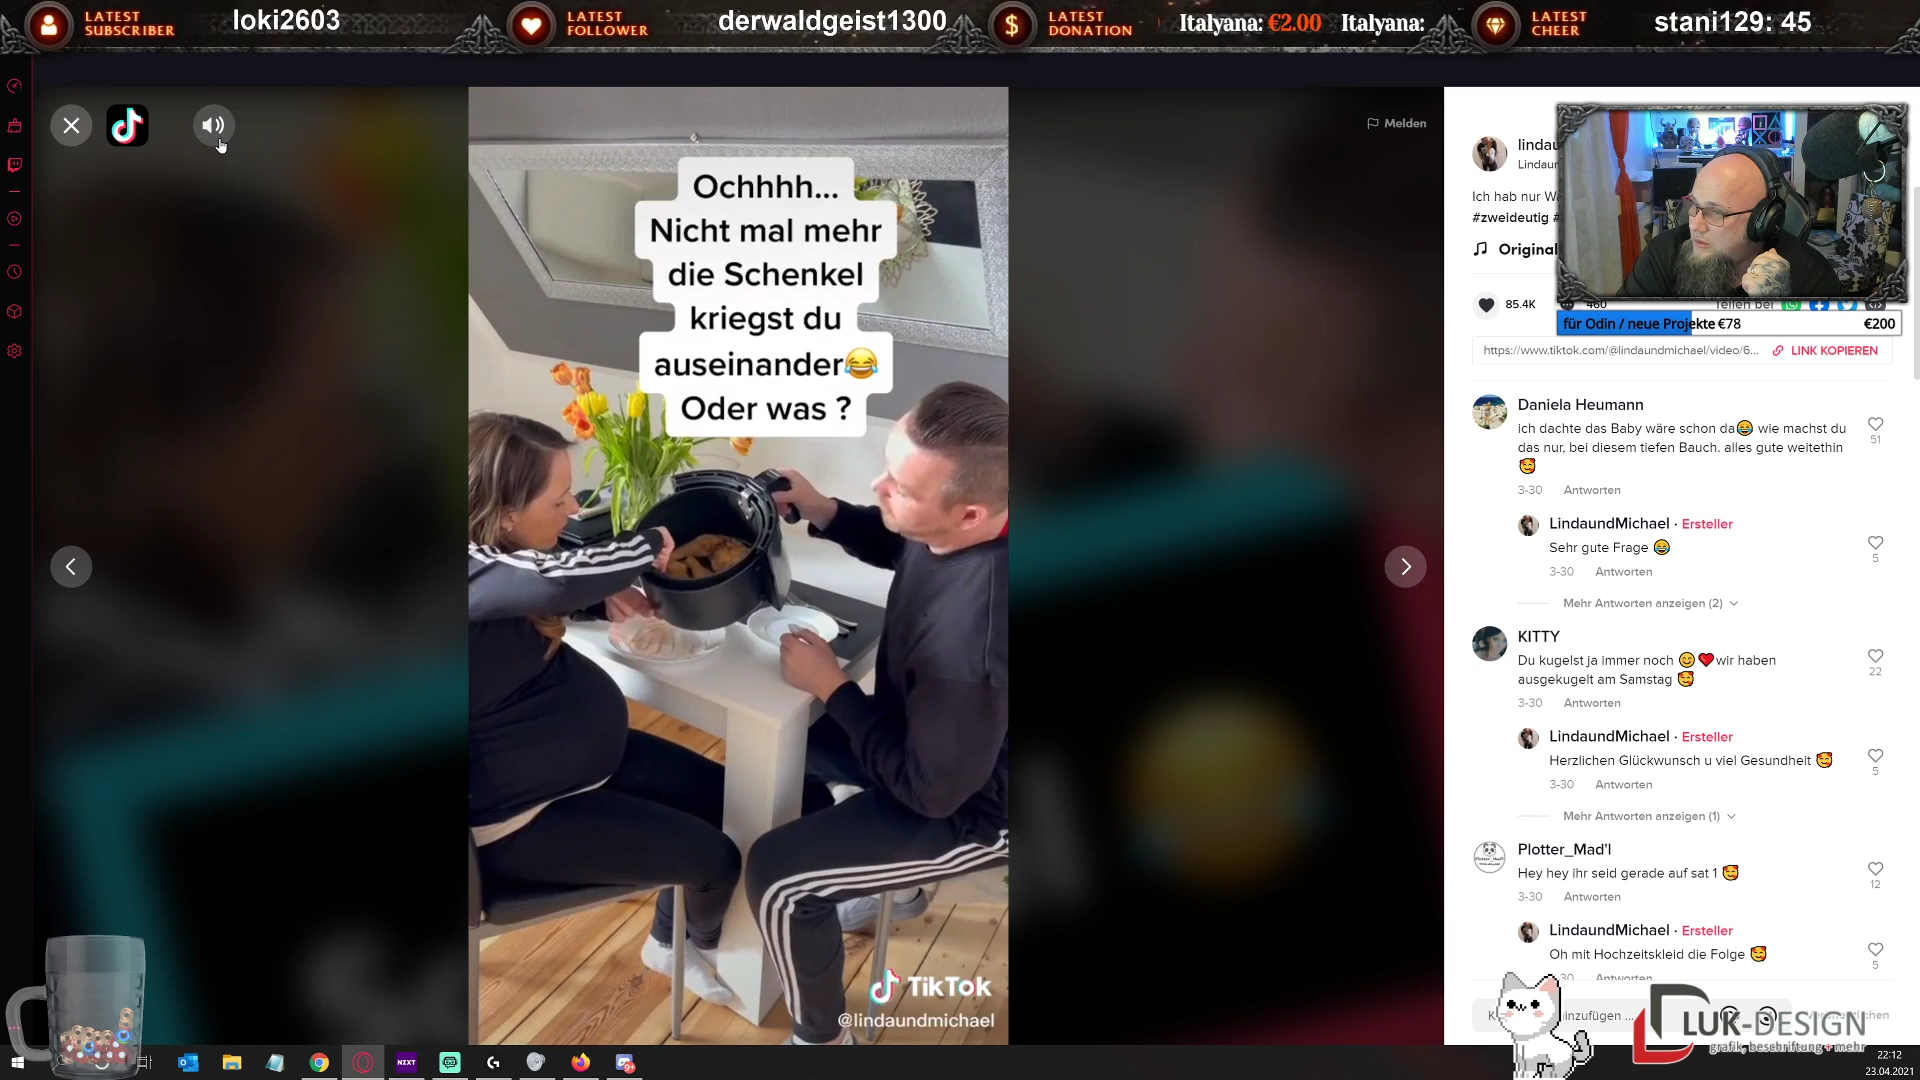 LATEST
SUBSCRIBER
loki2603
LATEST
FOLLOWER
derwaldgeist1300
LATEST
DONATION
Italyana: €2.00 Italyana:
LATEST
CHEER
stani129: 45
Melden
Ochhhh...
Nicht mal mehr
die Schenkel
kriegst du
auseinander😂
Oder was ?
TikTok
@lindaundmichael
Ich hab nur
#zweideutig
Original
85.4K
460
Teilen bei
für Odin / neue Projekte €78
€200
https://www.tiktok.com/@lindaundmichael/video/6...
LINK KOPIEREN
Daniela Heumann
ich dachte das Baby wäre schon da😂 wie machst du
das nur, bei diesem tiefen Bauch. alles gute weitethin
🥰
51
3-30 Antworten
LindaundMichael · Ersteller
Sehr gute Frage 😂
5
3-30 Antworten
Mehr Antworten anzeigen (2)
KITTY
Du kugelst ja immer noch 😊❤️wir haben
ausgekugelt am Samstag 🥰
22
3-30 Antworten
LindaundMichael · Ersteller
Herzlichen Glückwunsch u viel Gesundheit 🥰
5
3-30 Antworten
Mehr Antworten anzeigen (1)
Plotter_Mad'l
Hey hey ihr seid gerade auf sat 1 🥰
12
3-30 Antworten
LindaundMichael · Ersteller
Oh mit Hochzeitskleid die Folge 🥰
5
30 Antworten
LUK-DESIGN
grafik, beschriftung + mehr
NZXT
9+
22:12
23.04.2021